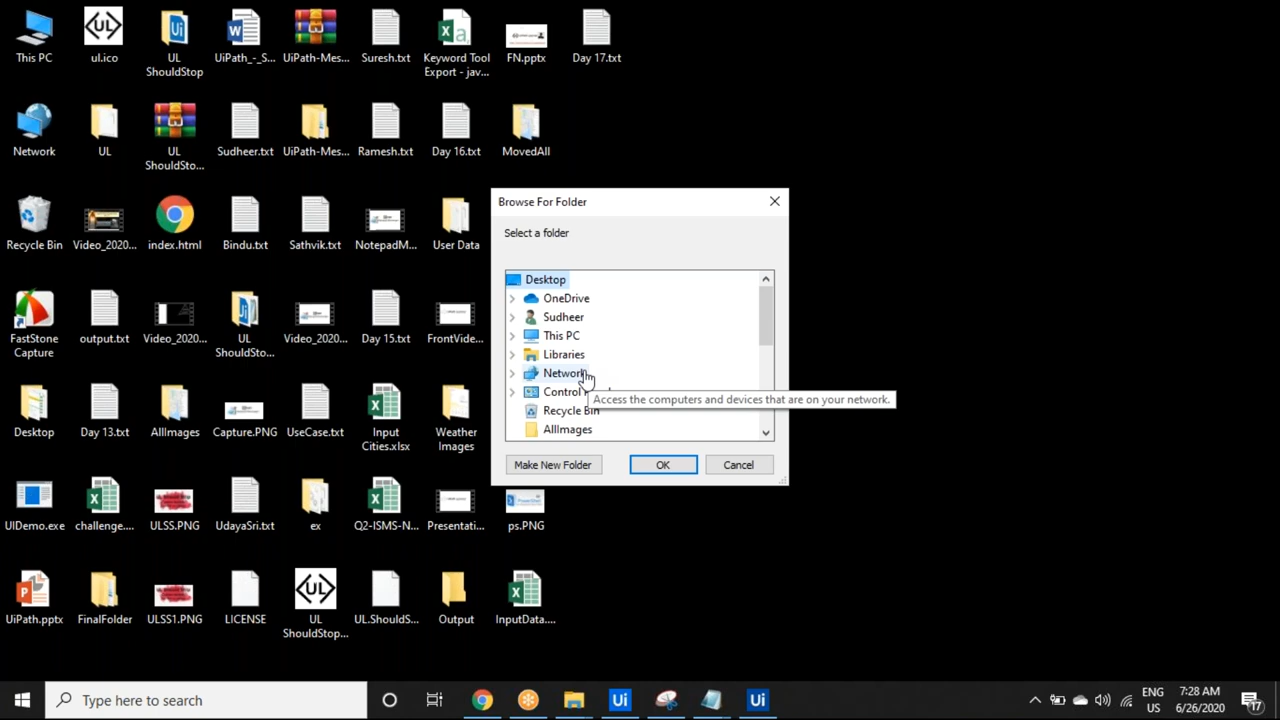 This PC
ul.ico
UL
ShouldStop
UiPath_-_S...
UiPath-Mes...
Suresh.txt
Keyword Tool
Export - jav...
FN.pptx
Day 17.txt
Network
UL
UL
ShouldSto...
Sudheer.txt
UiPath-Mes...
Ramesh.txt
Day 16.txt
MovedAll
Recycle Bin
Video_2020...
index.html
Bindu.txt
Sathvik.txt
NotepadM...
User Data
FastStone
Capture
output.txt
Video_2020...
UL
ShouldSto...
Video_2020...
Day 15.txt
FrontVide...
Desktop
Day 13.txt
AllImages
Capture.PNG
UseCase.txt
Input
Cities.xlsx
Weather
Images
UIDemo.exe
challenge....
ULSS.PNG
UdayaSri.txt
ex
Q2-ISMS-N...
Presentati...
ps.PNG
UiPath.pptx
FinalFolder
ULSS1.PNG
LICENSE
UL
UL
ShouldStop...
UL.ShouldS...
Output
InputData....
Browse For Folder
Select a folder
Desktop
OneDrive
Sudheer
This PC
Libraries
Network
Control
Access the computers and devices that are on your network.
Recycle Bin
AllImages
Make New Folder
OK
Cancel
Type here to search
Ui
Ui
ENG
US
7:28 AM
6/26/2020
17